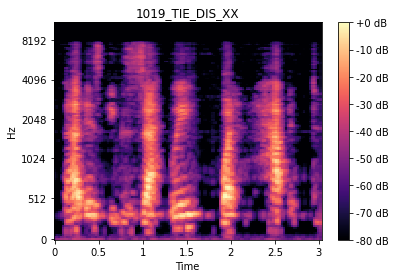 1019_TIE_DIS_XX
+0 dB
8192
-10 dB
4096
-20 dB
-30 dB
2048
Hz
-40 dB
1024
-50 dB
512
-60 dB
-70 dB
0
-80 dB
0 0.5 1 1.5 2 2.5 3
Time